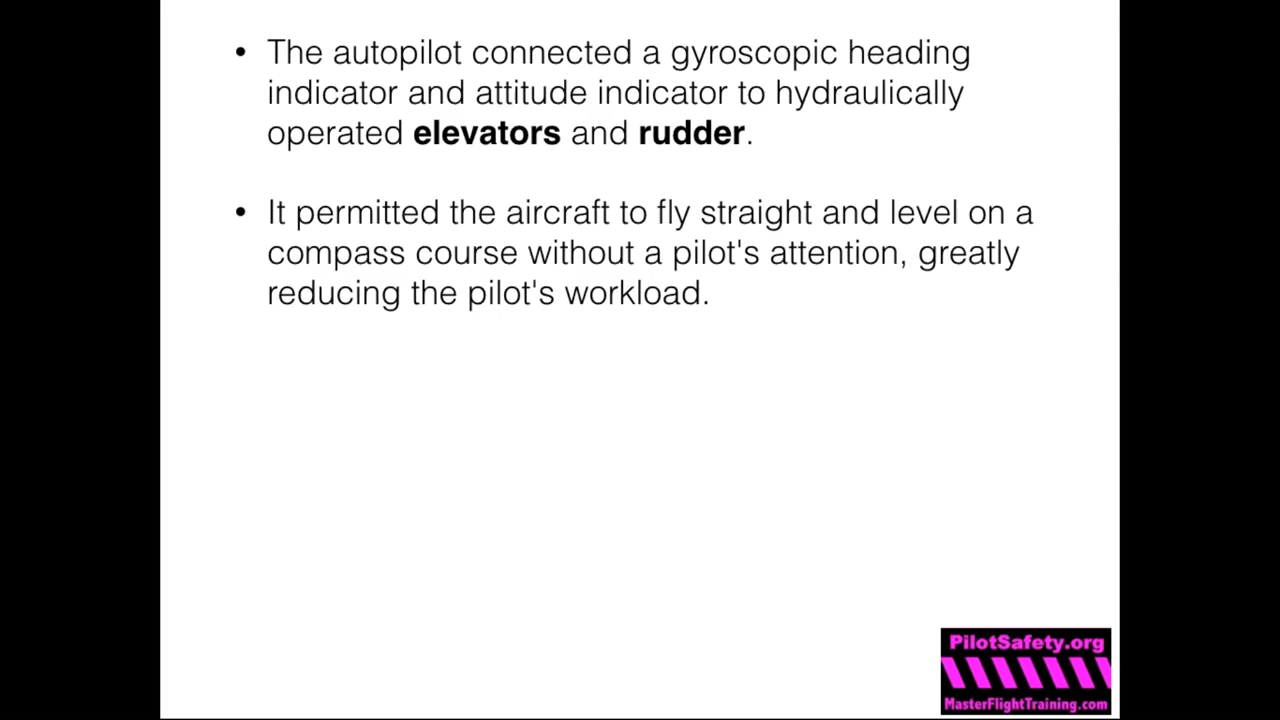 • The autopilot connected a gyroscopic heading
indicator and attitude indicator to hydraulically
operated elevators and rudder.
• It permitted the aircraft to fly straight and level on a
compass course without a pilot's attention, greatly
reducing the pilot's workload.
PilotSafety.org
MasterFlightTraining.com